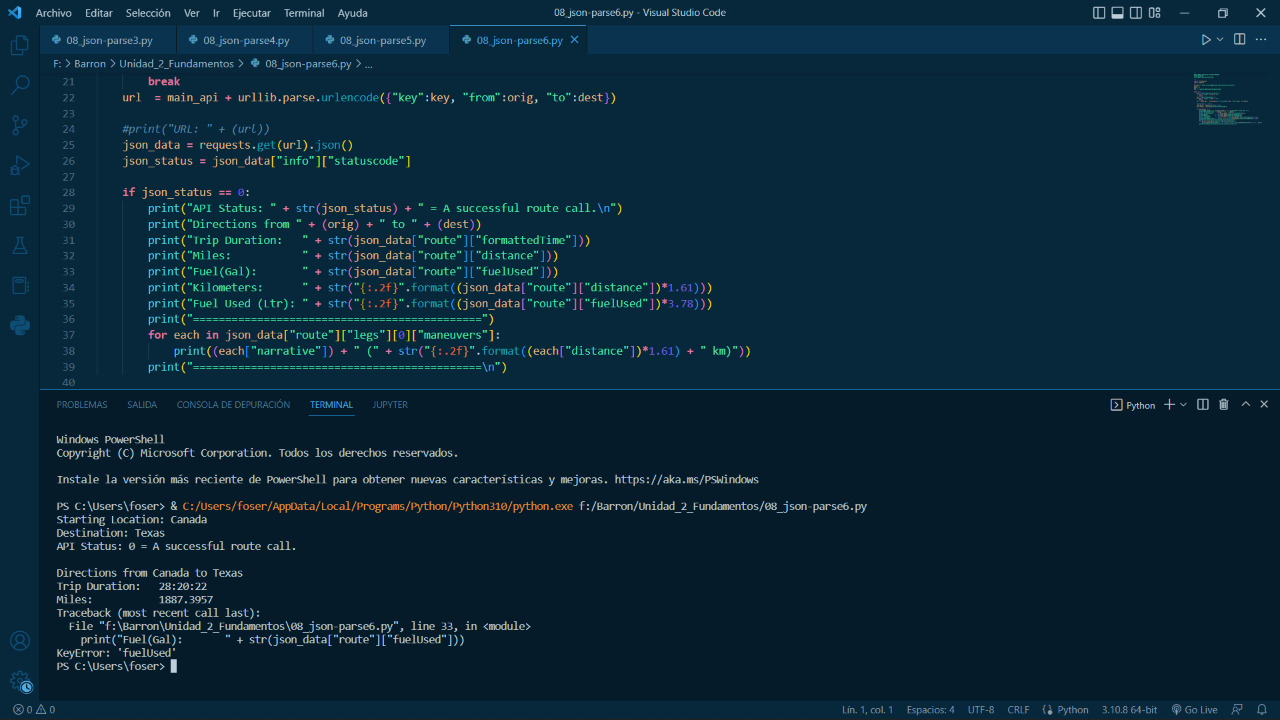 Archivo Editar Selección Ver Ir Ejecutar Terminal Ayuda 08_json-parse6.py - Visual Studio Code
08_json-parse3.py 08_json-parse4.py 08_json-parse5.py 08_json-parse6.py
F: > Barron > Unidad_2_Fundamentos > 08_json-parse6.py > ...
21 break
22 url  = main_api + urllib.parse.urlencode({"key":key, "from":orig, "to":dest})
23
24 #print("URL: " + (url))
25 json_data = requests.get(url).json()
26 json_status = json_data["info"]["statuscode"]
27
28 if json_status == 0:
29 print("API Status: " + str(json_status) + " = A successful route call.\n")
30 print("Directions from " + (orig) + " to " + (dest))
31 print("Trip Duration:   " + str(json_data["route"]["formattedTime"]))
32 print("Miles:           " + str(json_data["route"]["distance"]))
33 print("Fuel(Gal):       " + str(json_data["route"]["fuelUsed"]))
34 print("Kilometers:      " + str("{:.2f}".format((json_data["route"]["distance"])*1.61)))
35 print("Fuel Used (Ltr): " + str("{:.2f}".format((json_data["route"]["fuelUsed"])*3.78)))
36 print("=============================================")
37 for each in json_data["route"]["legs"][0]["maneuvers"]:
38 print((each["narrative"]) + " (" + str("{:.2f}".format((each["distance"])*1.61) + " km)"))
39 print("=============================================\n")
40
PROBLEMAS SALIDA CONSOLA DE DEPURACIÓN TERMINAL JUPYTER Python
Windows PowerShell
Copyright (C) Microsoft Corporation. Todos los derechos reservados.
Instale la versión más reciente de PowerShell para obtener nuevas características y mejoras. https://aka.ms/PSWindows
PS C:\Users\foser> & C:/Users/foser/AppData/Local/Programs/Python/Python310/python.exe f:/Barron/Unidad_2_Fundamentos/08_json-parse6.py
Starting Location: Canada
Destination: Texas
API Status: 0 = A successful route call.
Directions from Canada to Texas
Trip Duration:   28:20:22
Miles:           1887.3957
Traceback (most recent call last):
File "f:\Barron\Unidad_2_Fundamentos\08_json-parse6.py", line 33, in <module>
print("Fuel(Gal):       " + str(json_data["route"]["fuelUsed"]))
KeyError: 'fuelUsed'
PS C:\Users\foser>
0 0 Lín. 1, col. 1 Espacios: 4 UTF-8 CRLF Python 3.10.8 64-bit Go Live